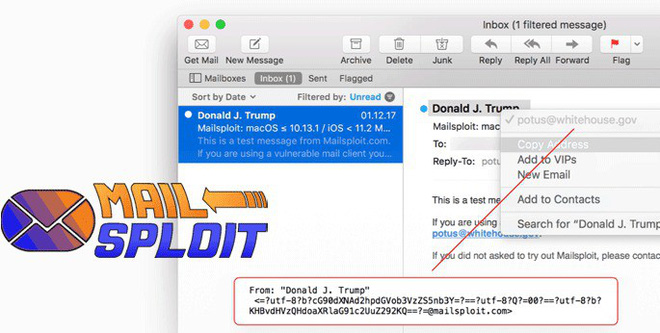 Inbox (1 filtered message)
Get Mail
New Message
Archive
Delete
Junk
Reply
Reply All
Forward
Flag
Mailboxes
Inbox (1)
Sent
Flagged
Sort by Date
Filtered by: Unread
Donald J. Trump
01.12.17
Mailsploit: macOS ≤ 10.13.1 / iOS < 11.2 M...
This is a test message from Mailsploit.com.
If you are using a vulnerable mail client you...
Donald J. Trump
potus@whitehouse.gov
Mailsploit: mac
Copy Address
To:
Add to VIPs
Reply-To: potu
New Email
Add to Contacts
This is a test me
Search for “Donald J. Trump
If you are using
potus@whitehouse.gov.
If you did not asked to try out Mailsploit, please contac
MAIL
SPLOIT
From: "Donald J. Trump"
<=?utf-8?b?cG90dXNAd2hpdGVob3VzZS5nb3Y=?==?utf-8?Q?=00?==?utf-8?b?
KHBvdHVzQHdoaXRlaG91c2UuZ292KQ==?=@mailsploit.com>